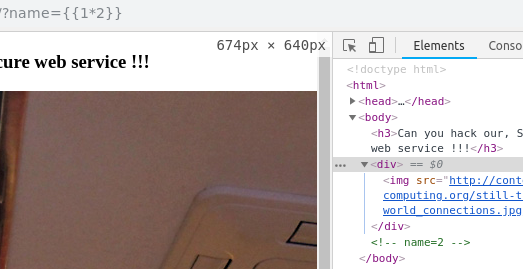 /?name={{1*2}}
674px × 640px
Elements
Conso
cure web service !!!
<!doctype html>
<html>
<head>…</head>
<body>
<h3>Can you hack our, S
web service !!!</h3>
<div> == $0
<img src="http://cont
computing.org/still-t
world_connections.jpg
</div>
<!-- name=2 -->
</body>